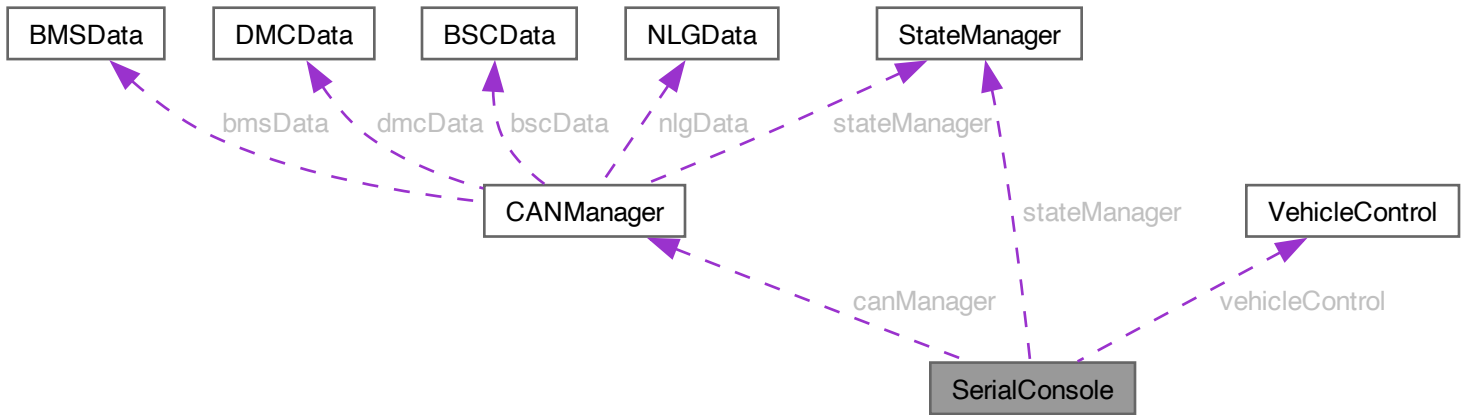 BMSData
DMCData
BSCData
NLGData
StateManager
bmsData
dmcData
bscData
nlgData
stateManager
CANManager
stateManager
VehicleControl
canManager
vehicleControl
SerialConsole